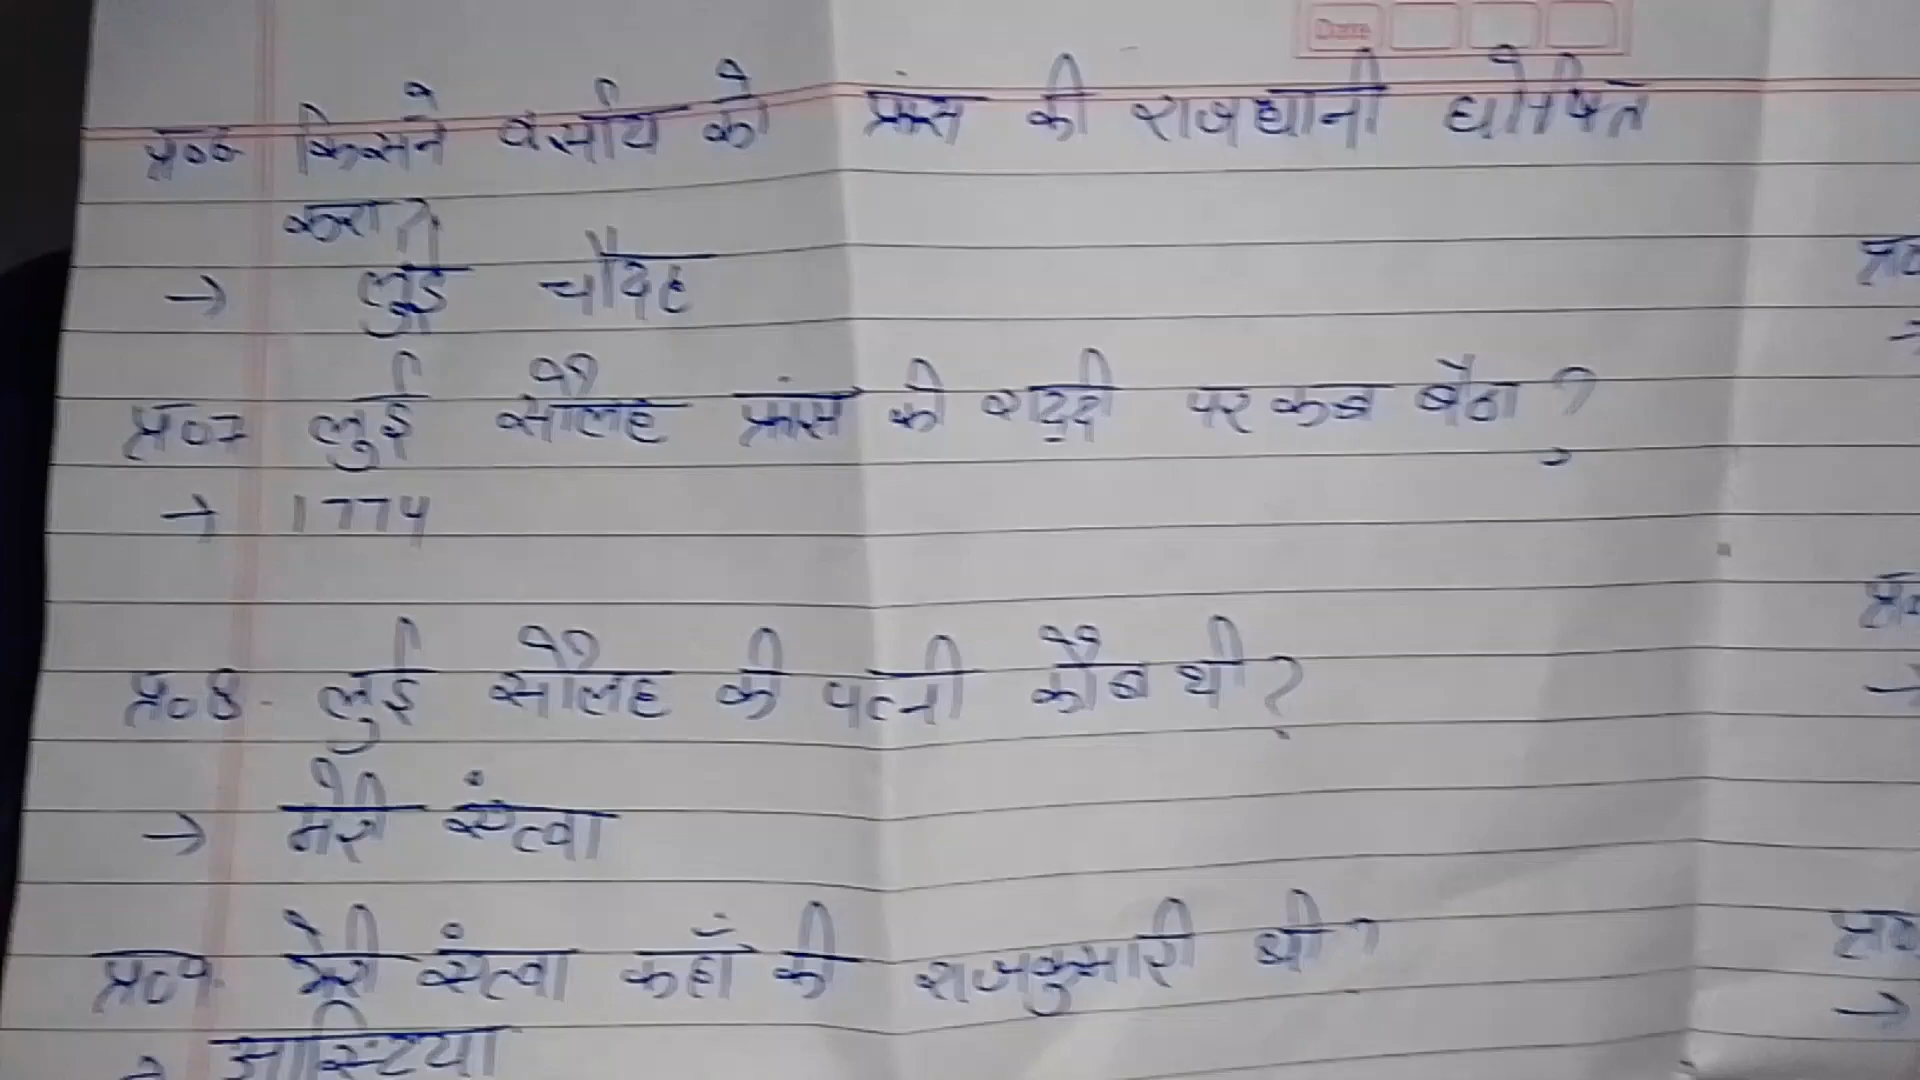 Date
प्र०6 किसने वर्साय को फ्रांस की राजधानी घोषित
करा?
→ लुई चौदह
प्र०7 लुई सोलह फ्रांस की गद्दी पर कब बैठा?
→ 1774
प्र०8- लुई सोलह की पत्नी कौन थी?
→ मेरी
प्र०9. मेरी कहाँ की राजकुमारी थी?
→ आस्ट्रिया